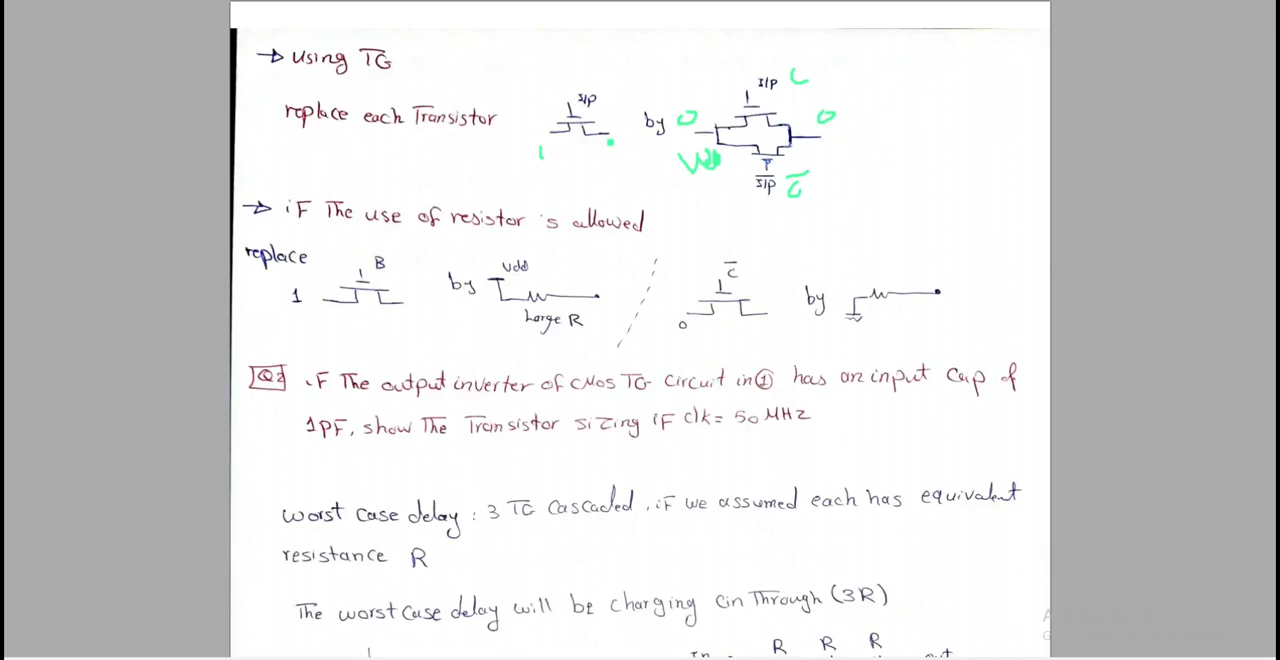 → Using TG
I/P C
replace each Transistor I/P by 0 0
1 Vdd
I/P C̅
→ iF The use of resistor is allowed
replace B by Vdd C̅ by
1 Large R 0
Q2 iF The output inverter of CMOS TG circuit in ① has an input cap of
1PF, show The Transistor sizing iF clk = 50 MHz
worst case delay : 3 TG Cascaded, iF we assumed each has equivalent
resistance R
The worst case delay will be charging Cin Through (3R)
R R R